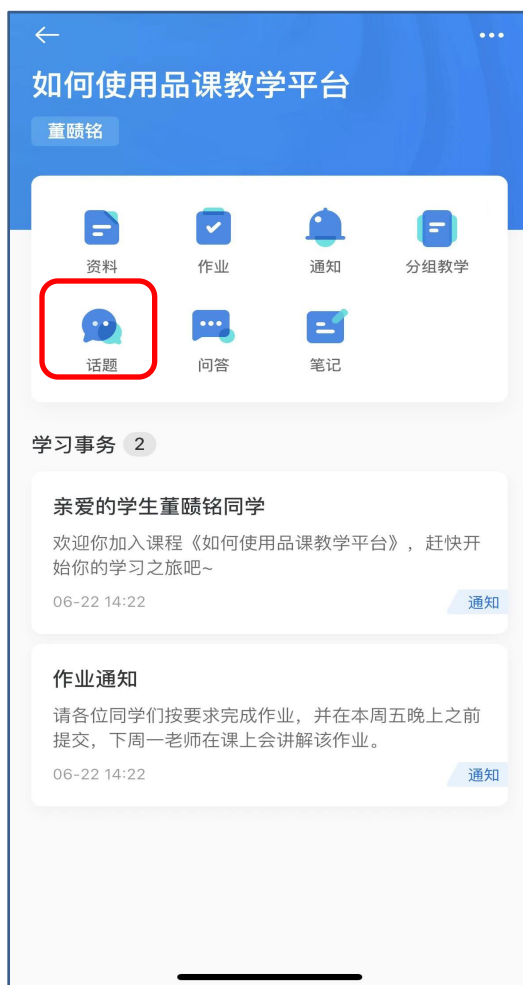 如何使用品课教学平台
董赜铭
资料 作业 通知 分组教学
话题 问答 笔记
学习事务 2
亲爱的学生董赜铭同学
欢迎你加入课程《如何使用品课教学平台》，赶快开
始你的学习之旅吧~
06-22 14:22 通知
作业通知
请各位同学们按要求完成作业，并在本周五晚上之前
提交，下周一老师在课上会讲解该作业。
06-22 14:22 通知